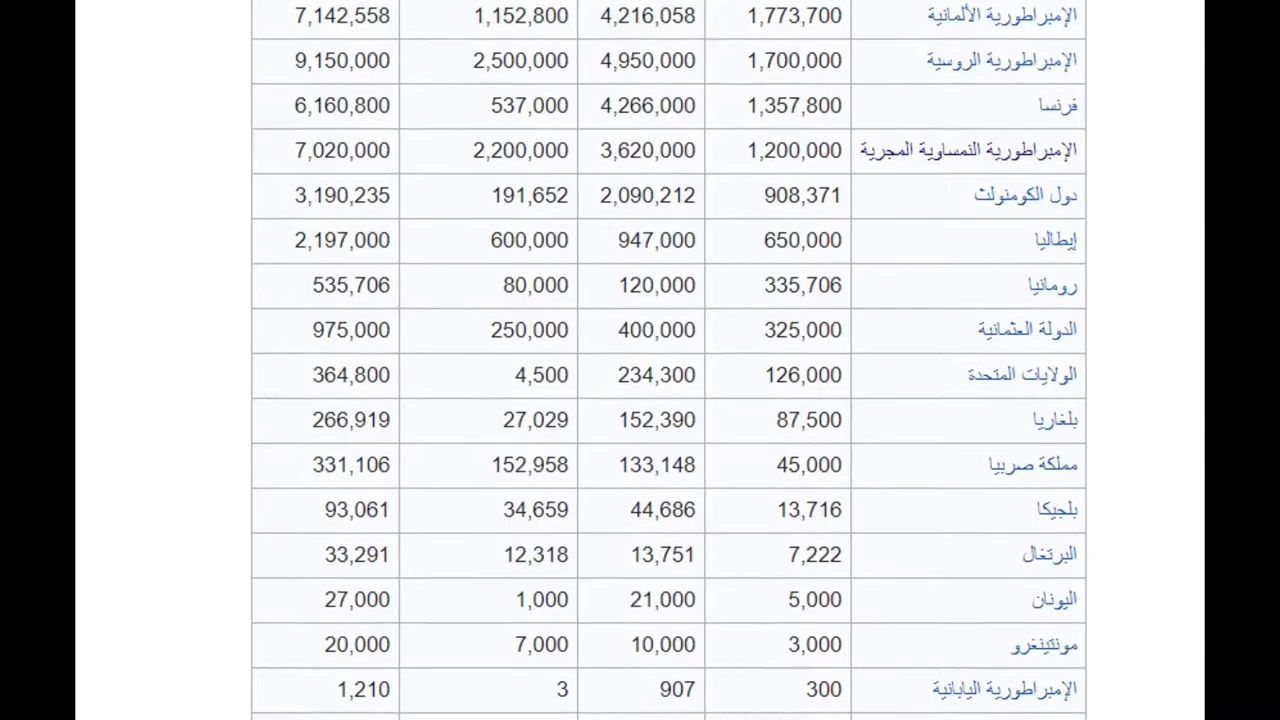 الإمبراطورية الألمانية 1,773,700 4,216,058 1,152,800 7,142,558
الإمبراطورية الروسية 1,700,000 4,950,000 2,500,000 9,150,000
فرنسا 1,357,800 4,266,000 537,000 6,160,800
الإمبراطورية النمساوية المجرية 1,200,000 3,620,000 2,200,000 7,020,000
دول الكومنولث 908,371 2,090,212 191,652 3,190,235
إيطاليا 650,000 947,000 600,000 2,197,000
رومانيا 335,706 120,000 80,000 535,706
الدولة العثمانية 325,000 400,000 250,000 975,000
الولايات المتحدة 126,000 234,300 4,500 364,800
بلغاريا 87,500 152,390 27,029 266,919
مملكة صربيا 45,000 133,148 152,958 331,106
بلجيكا 13,716 44,686 34,659 93,061
البرتغال 7,222 13,751 12,318 33,291
اليونان 5,000 21,000 1,000 27,000
مونتينغرو 3,000 10,000 7,000 20,000
الإمبراطورية اليابانية 300 907 3 1,210